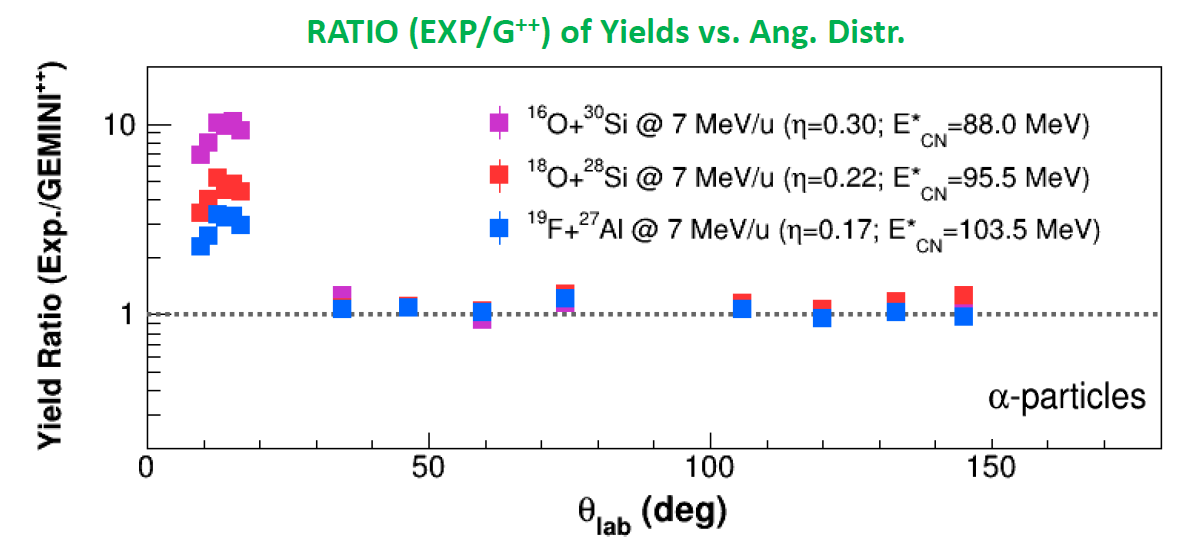 RATIO (EXP/G⁺⁺) of Yields vs. Ang. Distr.
Yield Ratio (Exp./GEMINI⁺⁺)
10
1
¹⁶O+³⁰Si @ 7 MeV/u (η=0.30; E*CN=88.0 MeV)
¹⁸O+²⁸Si @ 7 MeV/u (η=0.22; E*CN=95.5 MeV)
¹⁹F+²⁷Al @ 7 MeV/u (η=0.17; E*CN=103.5 MeV)
α-particles
0 50 100 150
θlab (deg)